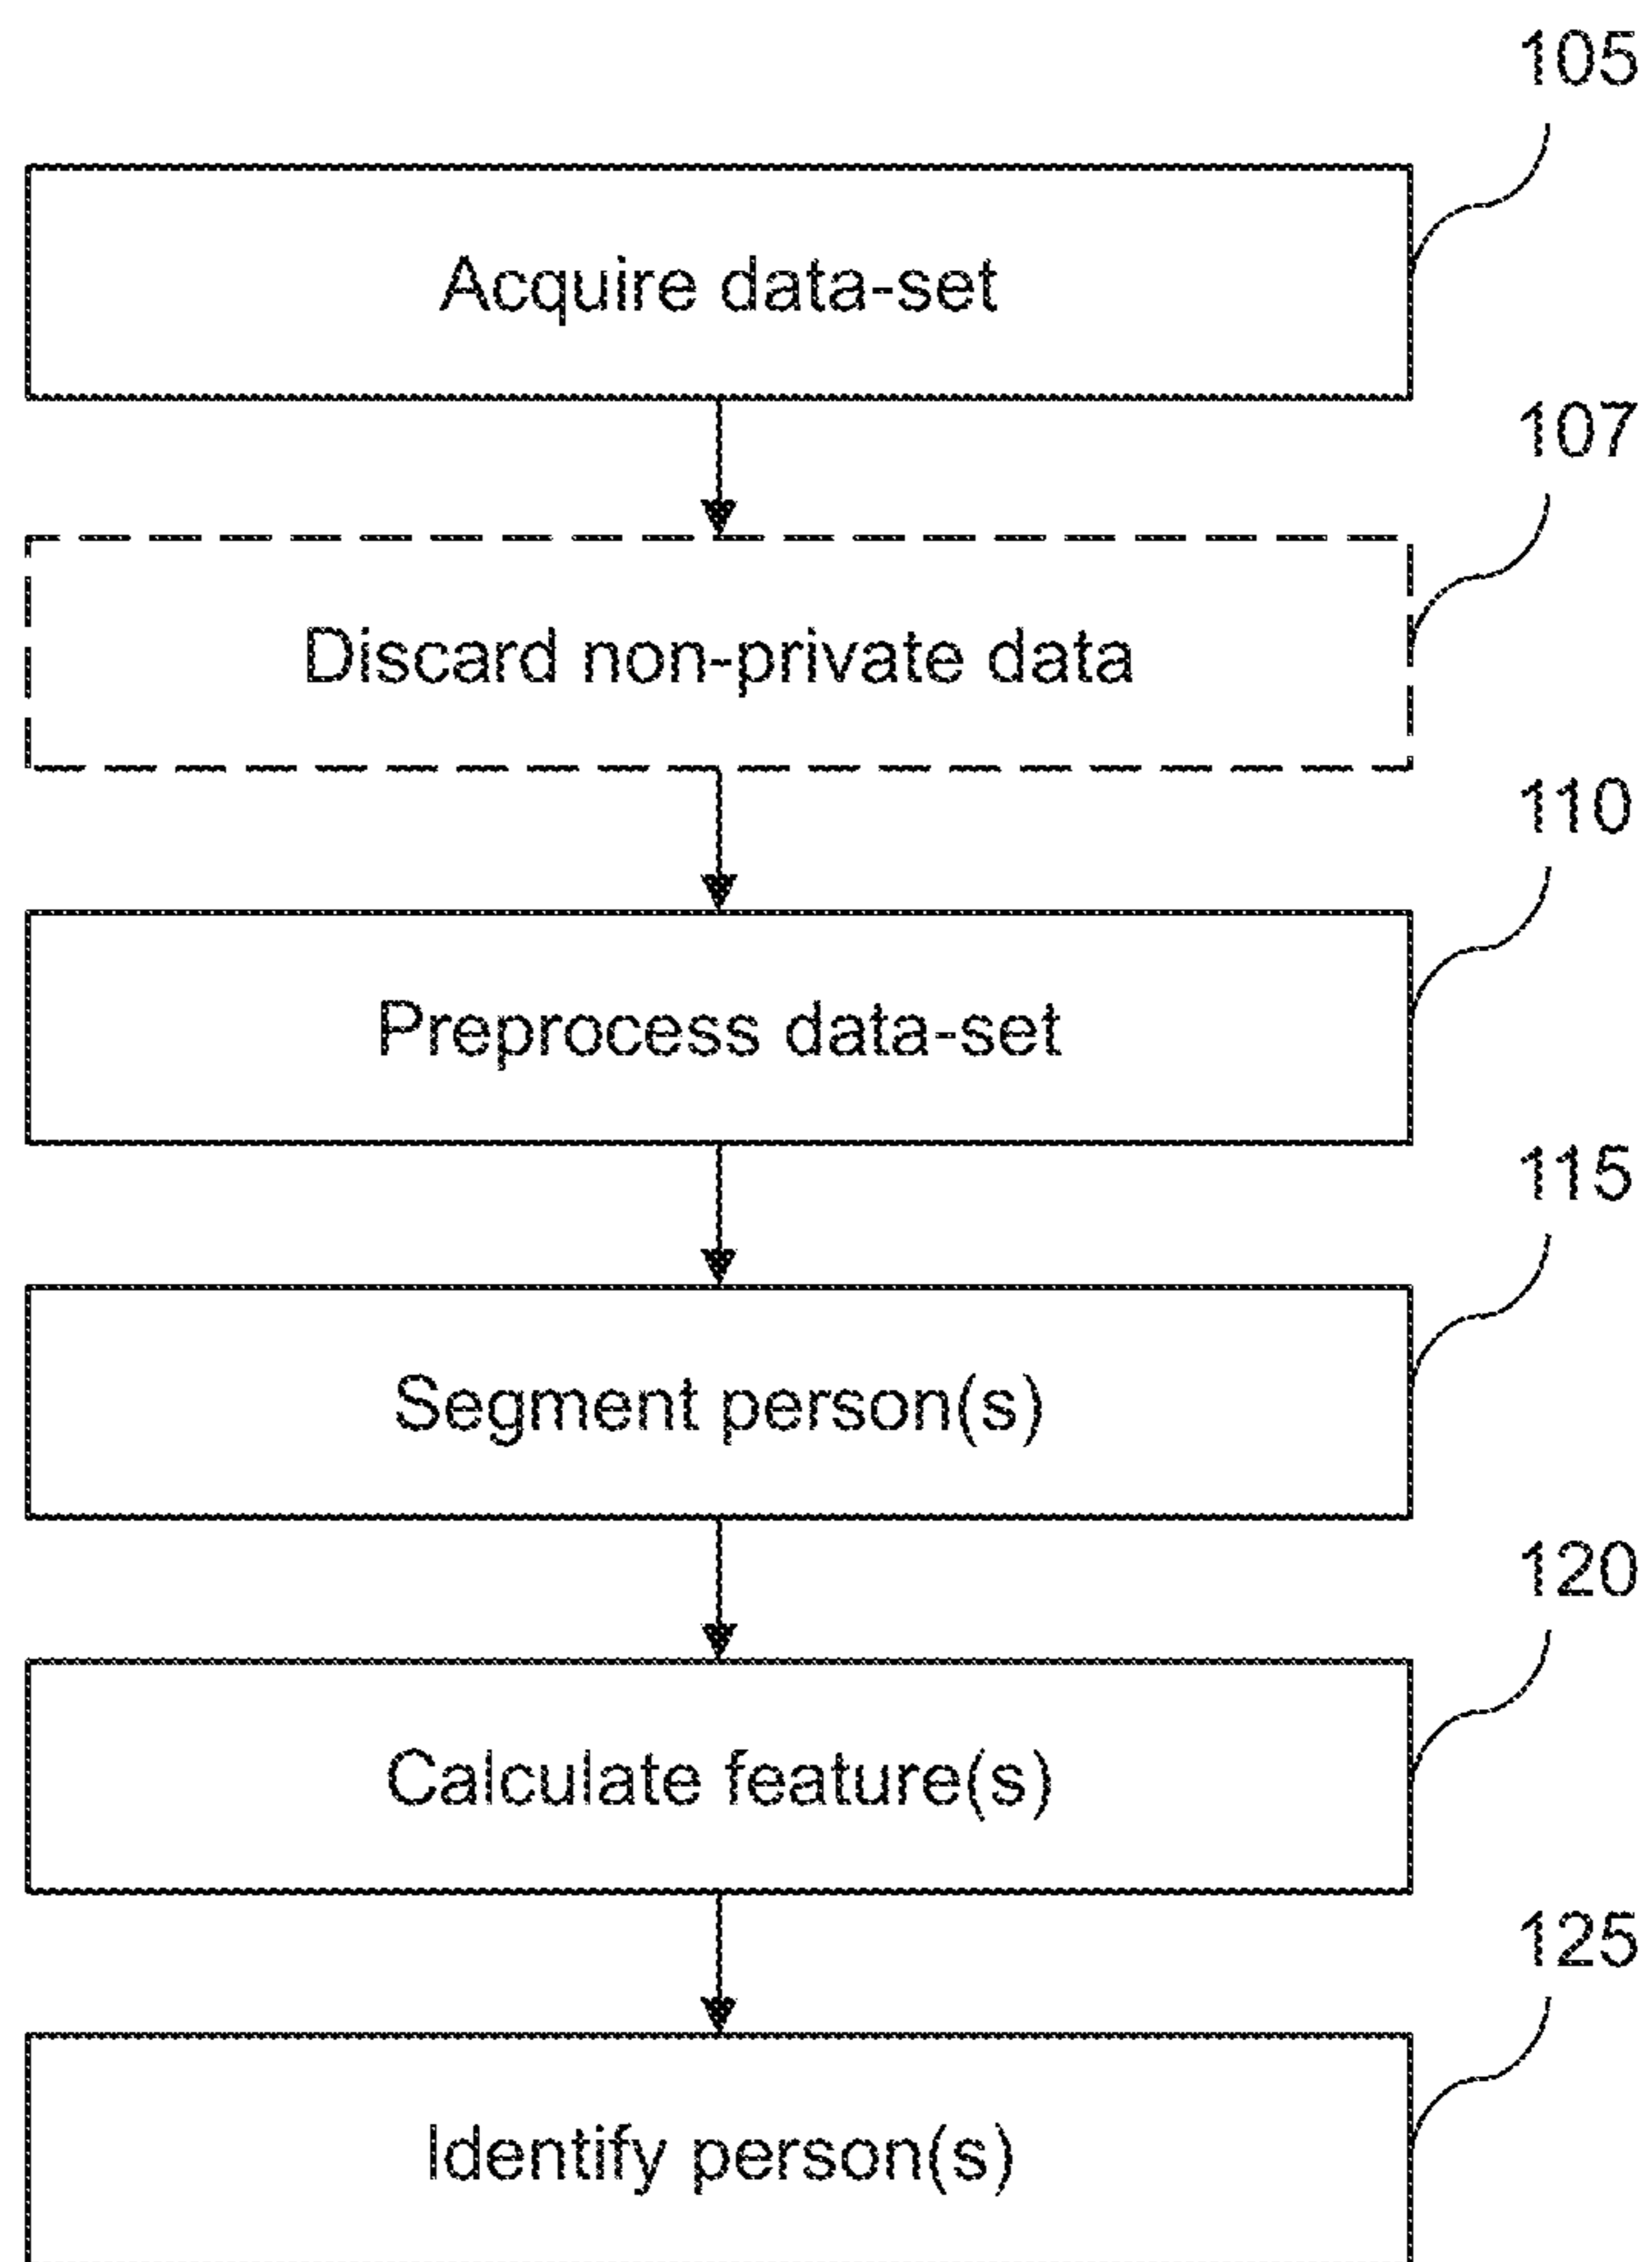 105
Acquire data-set
107
Discard non-private data
110
Preprocess data-set
115
Segment person(s)
120
Calculate feature(s)
125
Identify person(s)